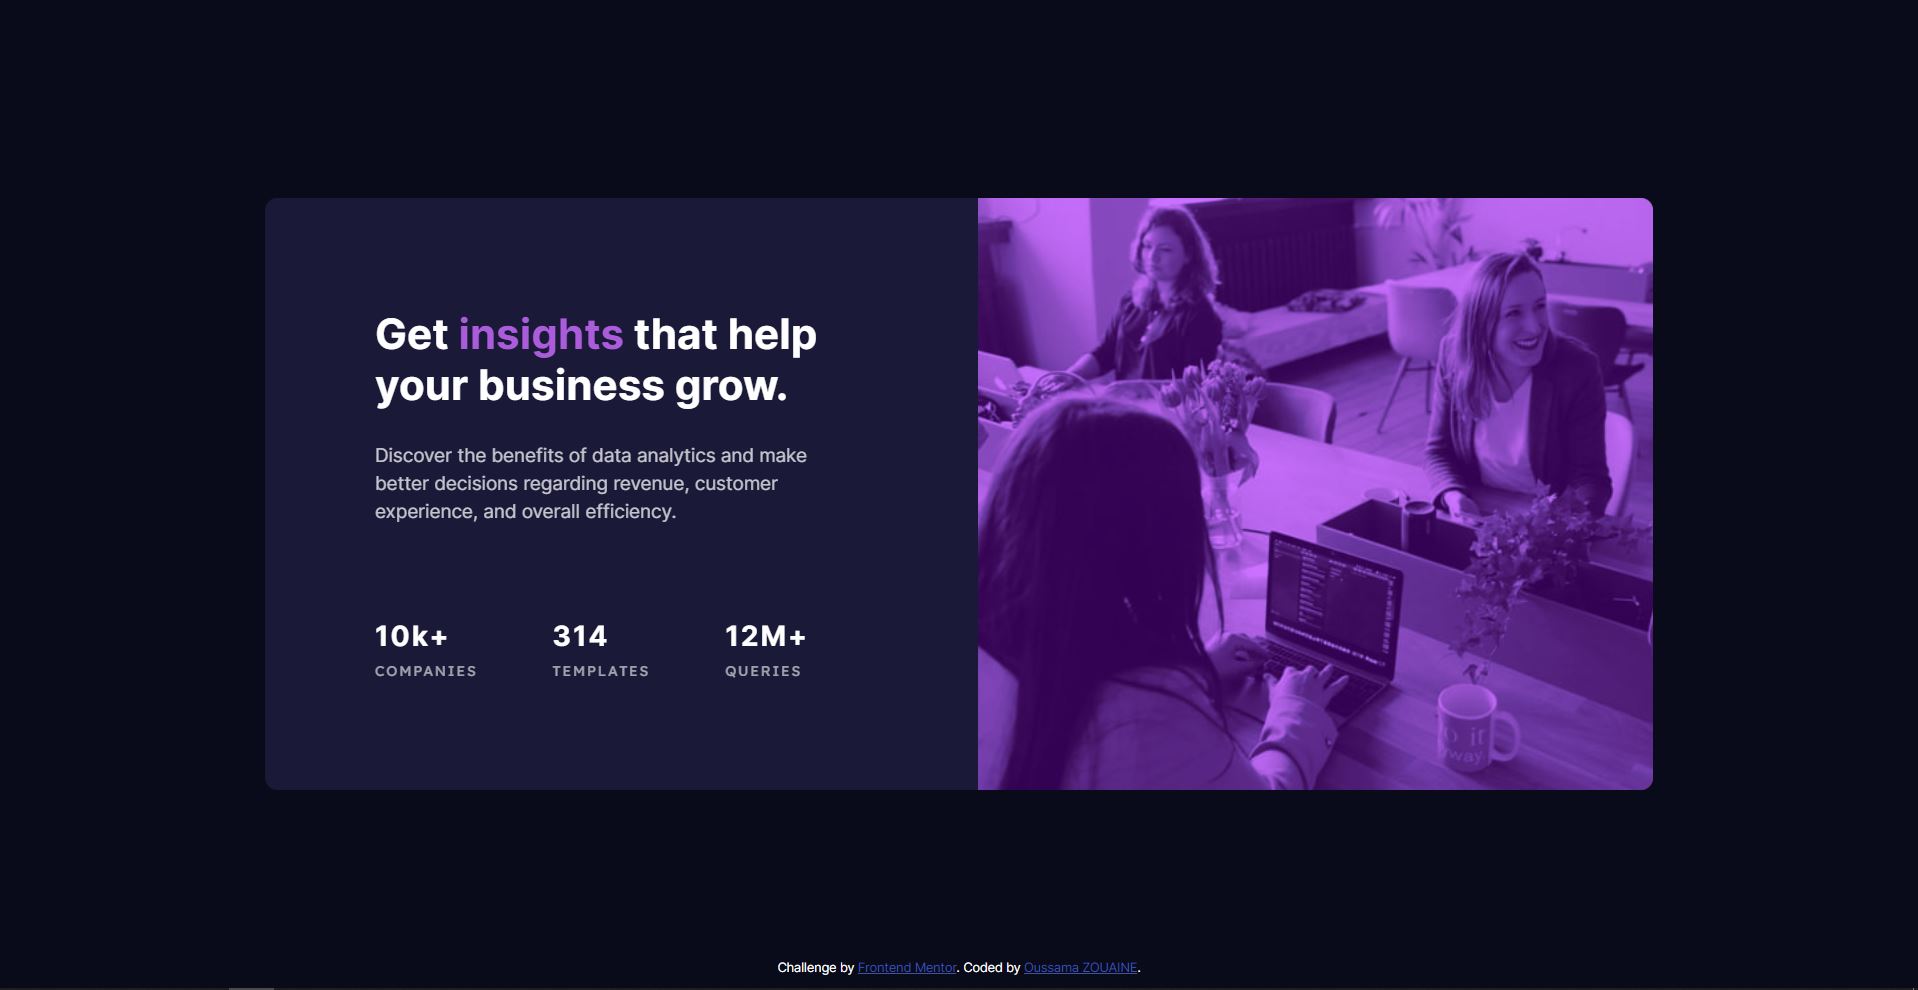 Get insights that help
your business grow.
Discover the benefits of data analytics and make
better decisions regarding revenue, customer
experience, and overall efficiency.
10k+ 314 12M+
COMPANIES TEMPLATES QUERIES
o it
way
Challenge by Frontend Mentor. Coded by Oussama ZOUAINE.